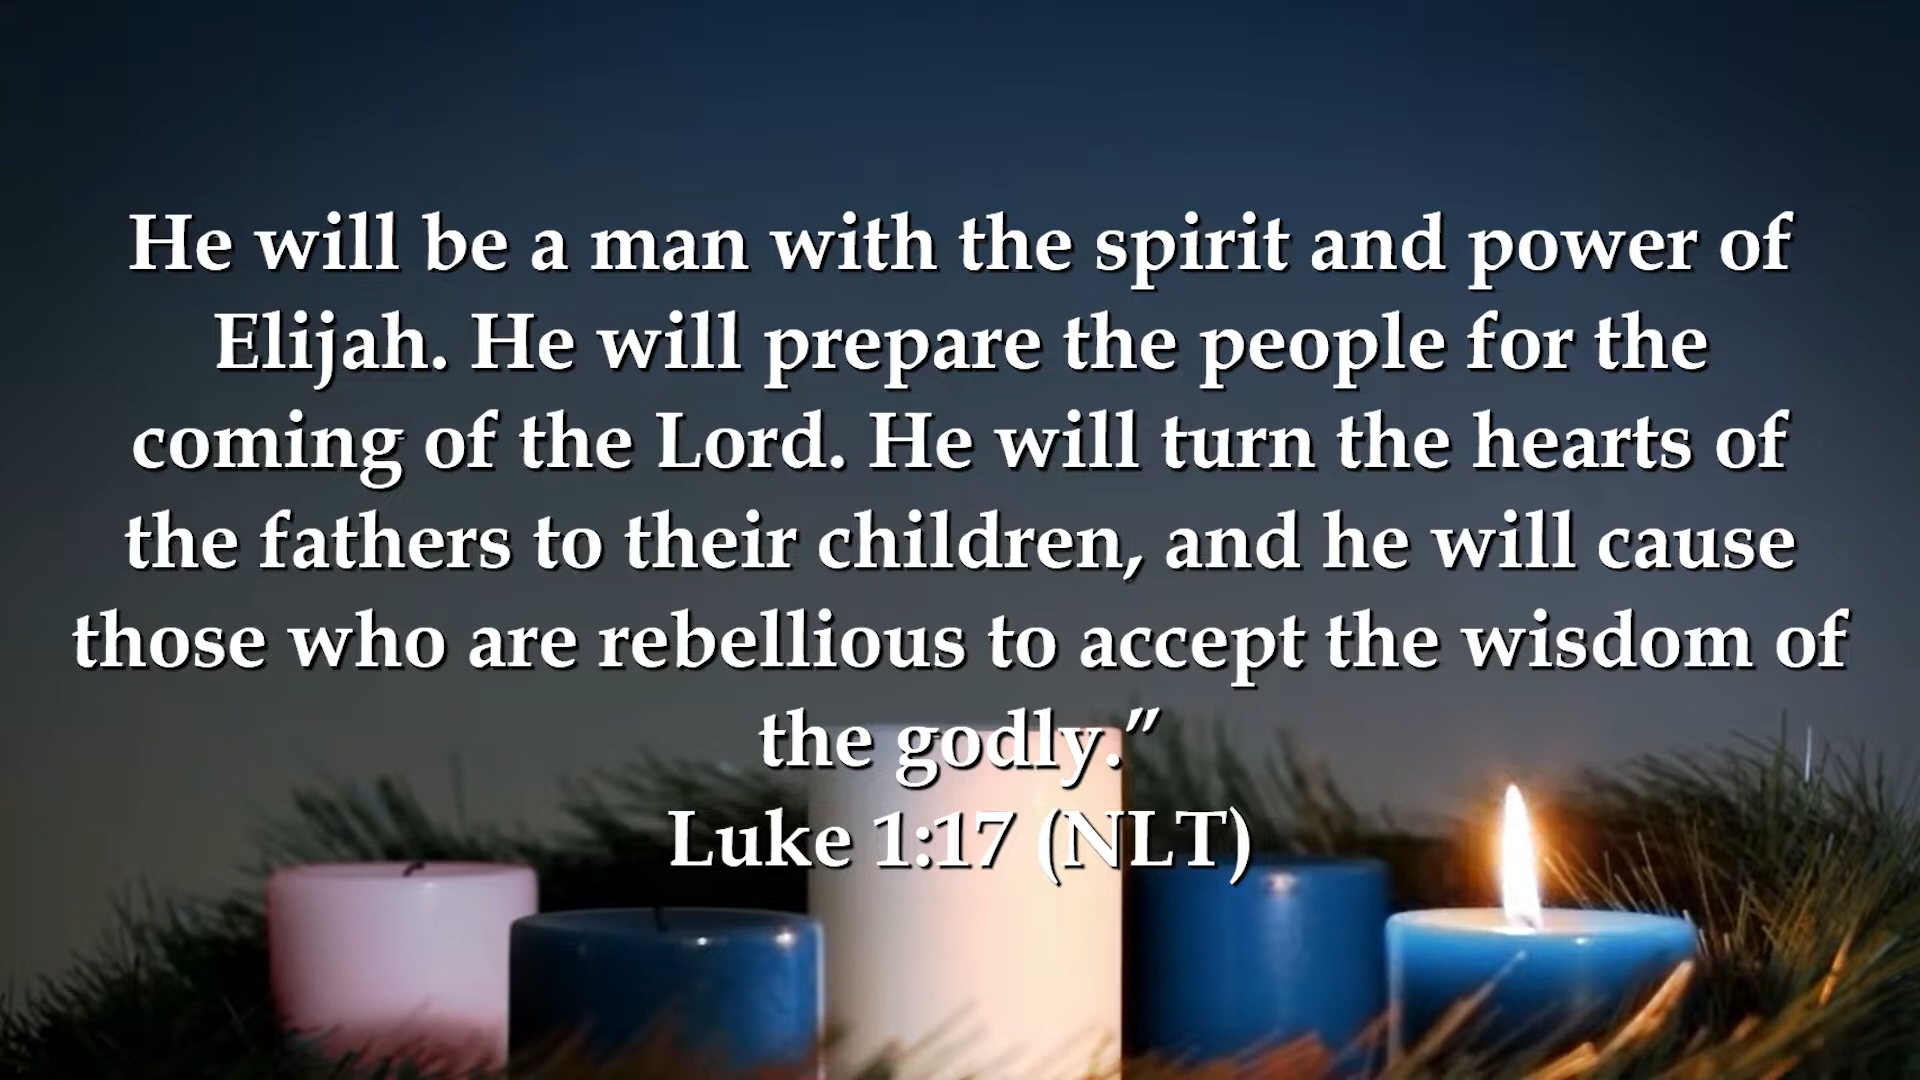 He will be a man with the spirit and power of
Elijah. He will prepare the people for the
coming of the Lord. He will turn the hearts of
the fathers to their children, and he will cause
those who are rebellious to accept the wisdom of
the godly.”
Luke 1:17 (NLT)